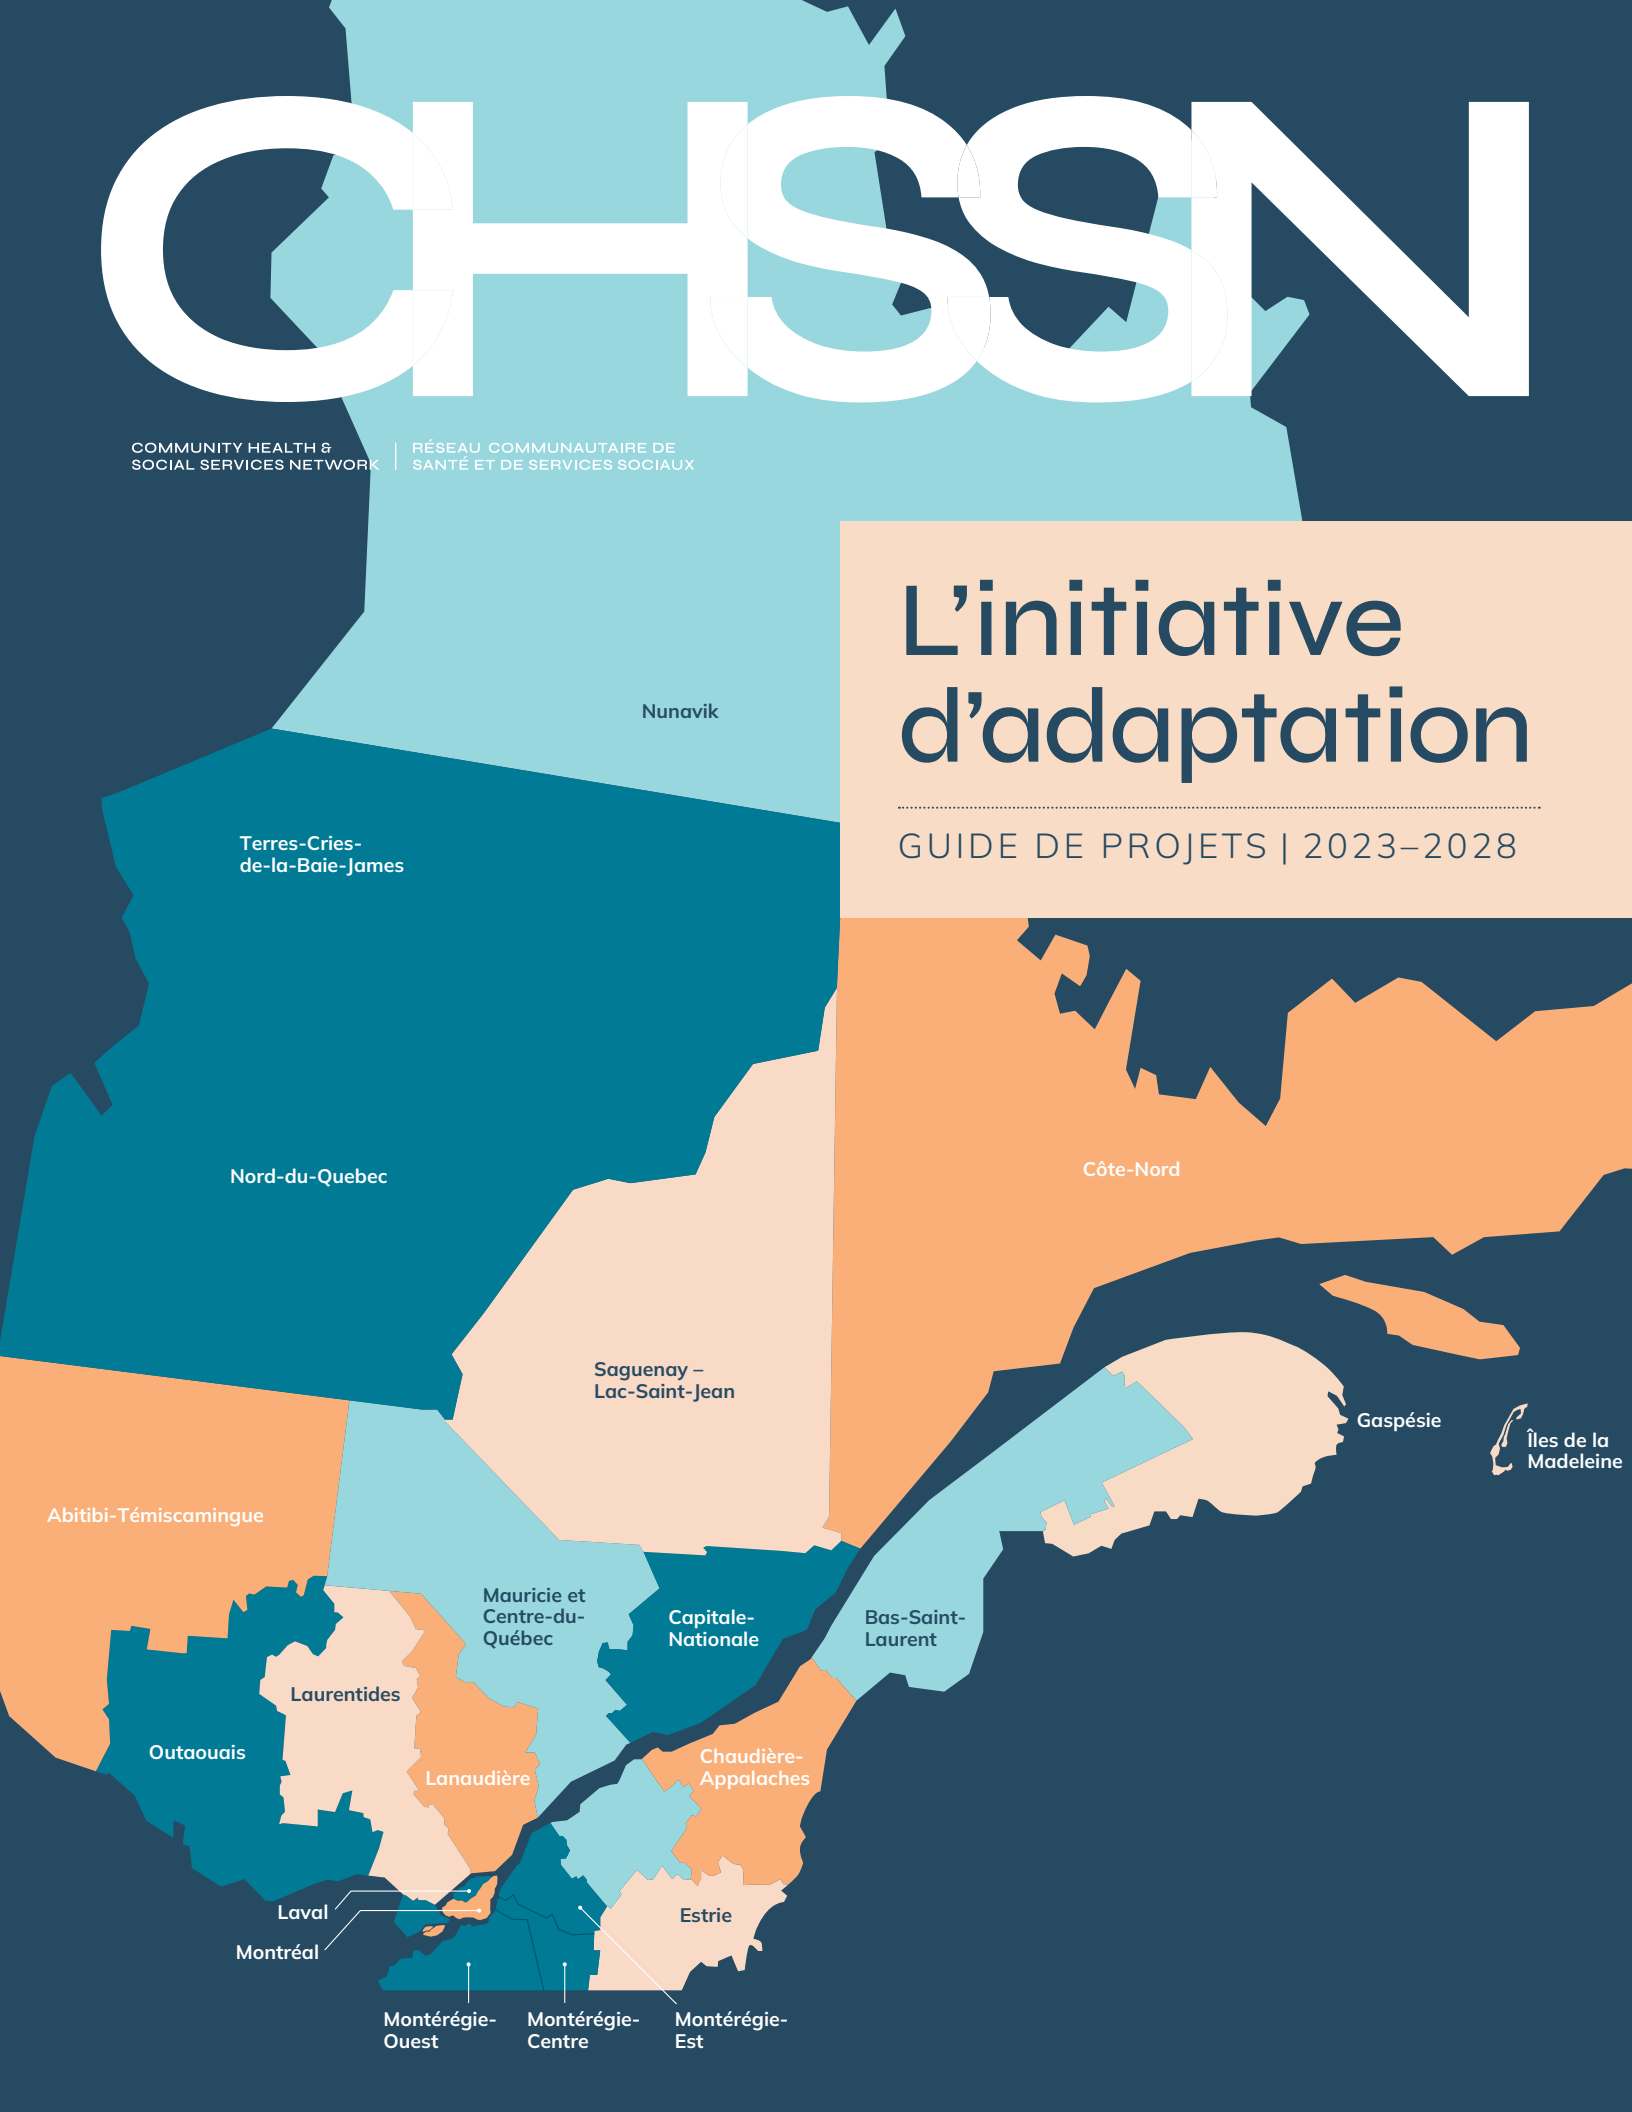 CHSSN
COMMUNITY HEALTH &
SOCIAL SERVICES NETWORK
RÉSEAU COMMUNAUTAIRE DE
SANTÉ ET DE SERVICES SOCIAUX
L’initiative
d’adaptation
GUIDE DE PROJETS | 2023–2028
Nunavik
Terres-Cries-
de-la-Baie-James
Nord-du-Quebec
Côte-Nord
Saguenay –
Lac-Saint-Jean
Gaspésie
Îles de la
Madeleine
Abitibi-Témiscamingue
Mauricie et
Centre-du-
Québec
Capitale-
Nationale
Bas-Saint-
Laurent
Laurentides
Outaouais
Lanaudière
Chaudière-
Appalaches
Laval
Montréal
Estrie
Montérégie-
Ouest
Montérégie-
Centre
Montérégie-
Est